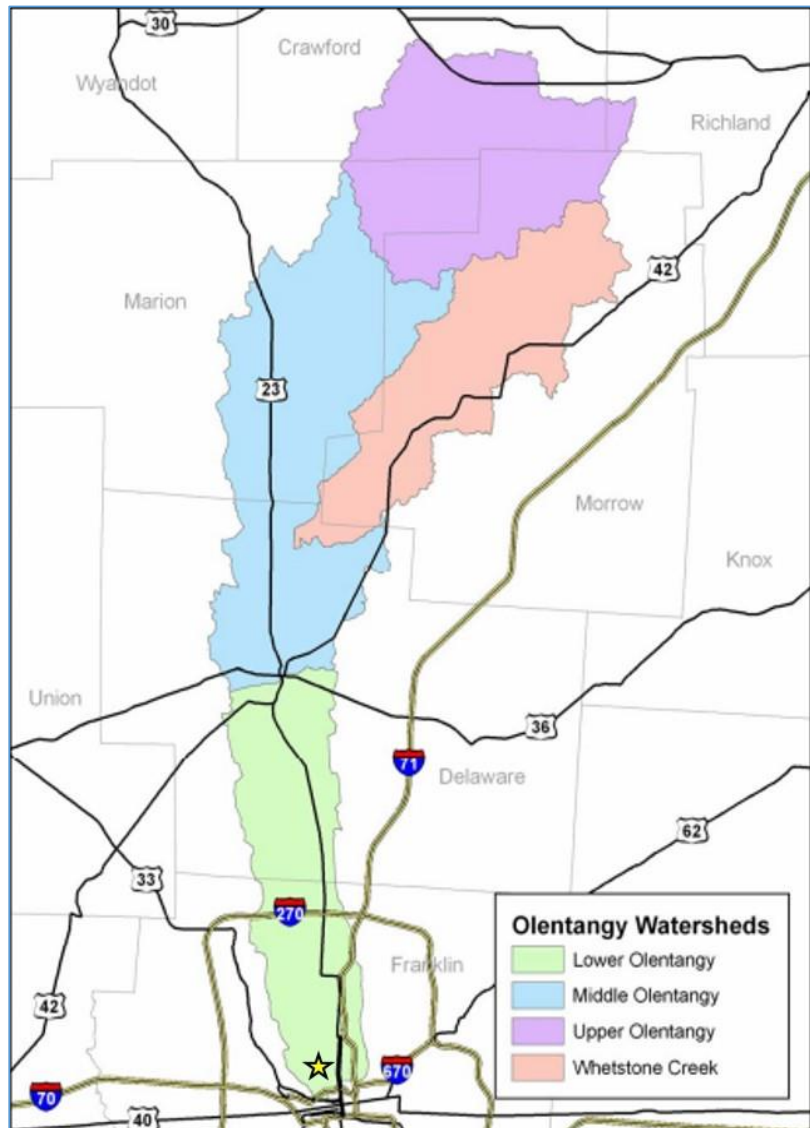 30
Crawford
Wyandot
Richland
42
Marion
23
Morrow
Knox
Union
36
71
Delaware
62
33
270
Olentangy Watersheds
Lower Olentangy
Franklin
Middle Olentangy
42
Upper Olentangy
Whetstone Creek
670
70
40